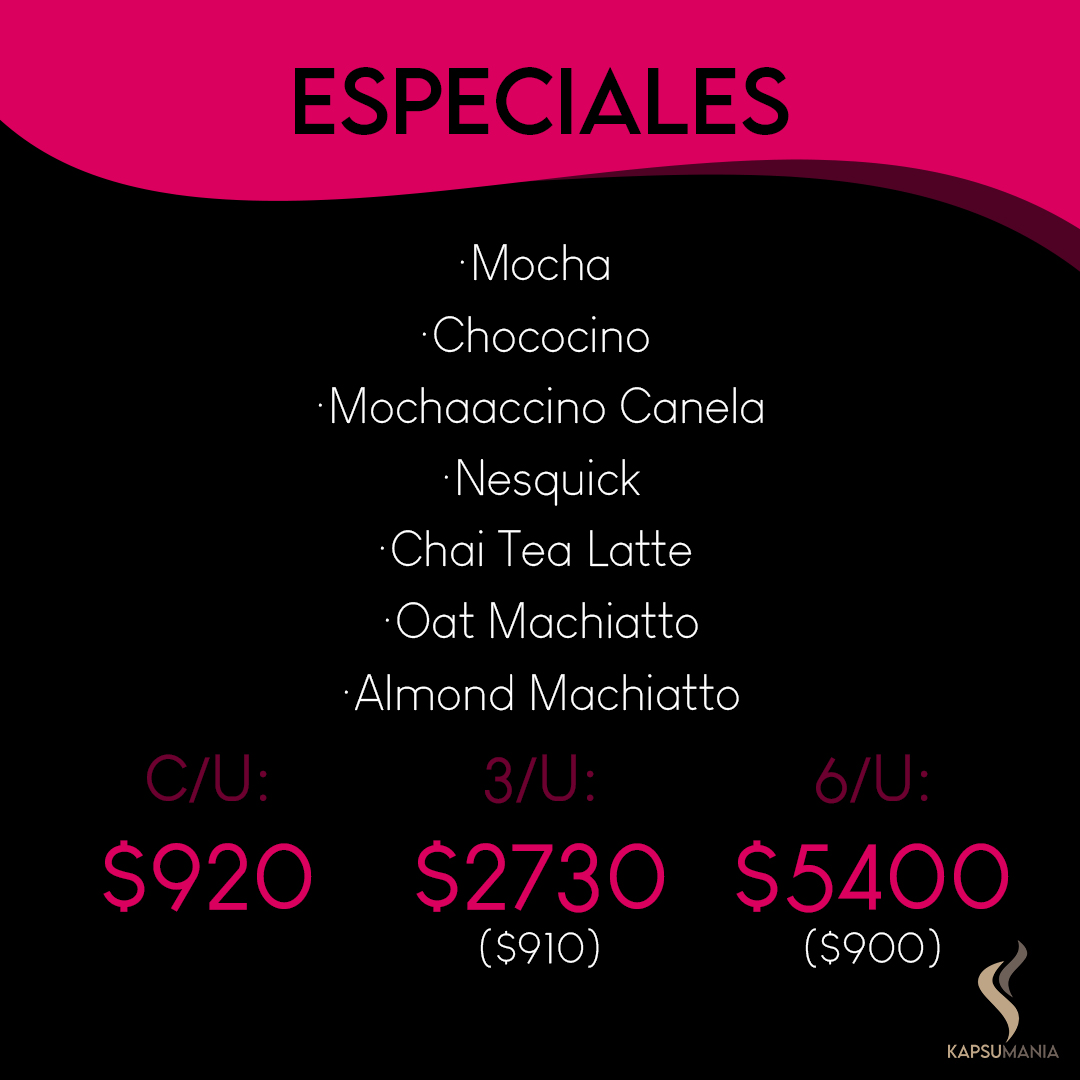 ESPECIALES
·Mocha
·Chococino
·Mochaaccino Canela
·Nesquick
·Chai Tea Latte
·Oat Machiatto
·Almond Machiatto
C/U: 3/U: 6/U:
$920 $2730 $5400
($910) ($900)
KAPSUMANIA